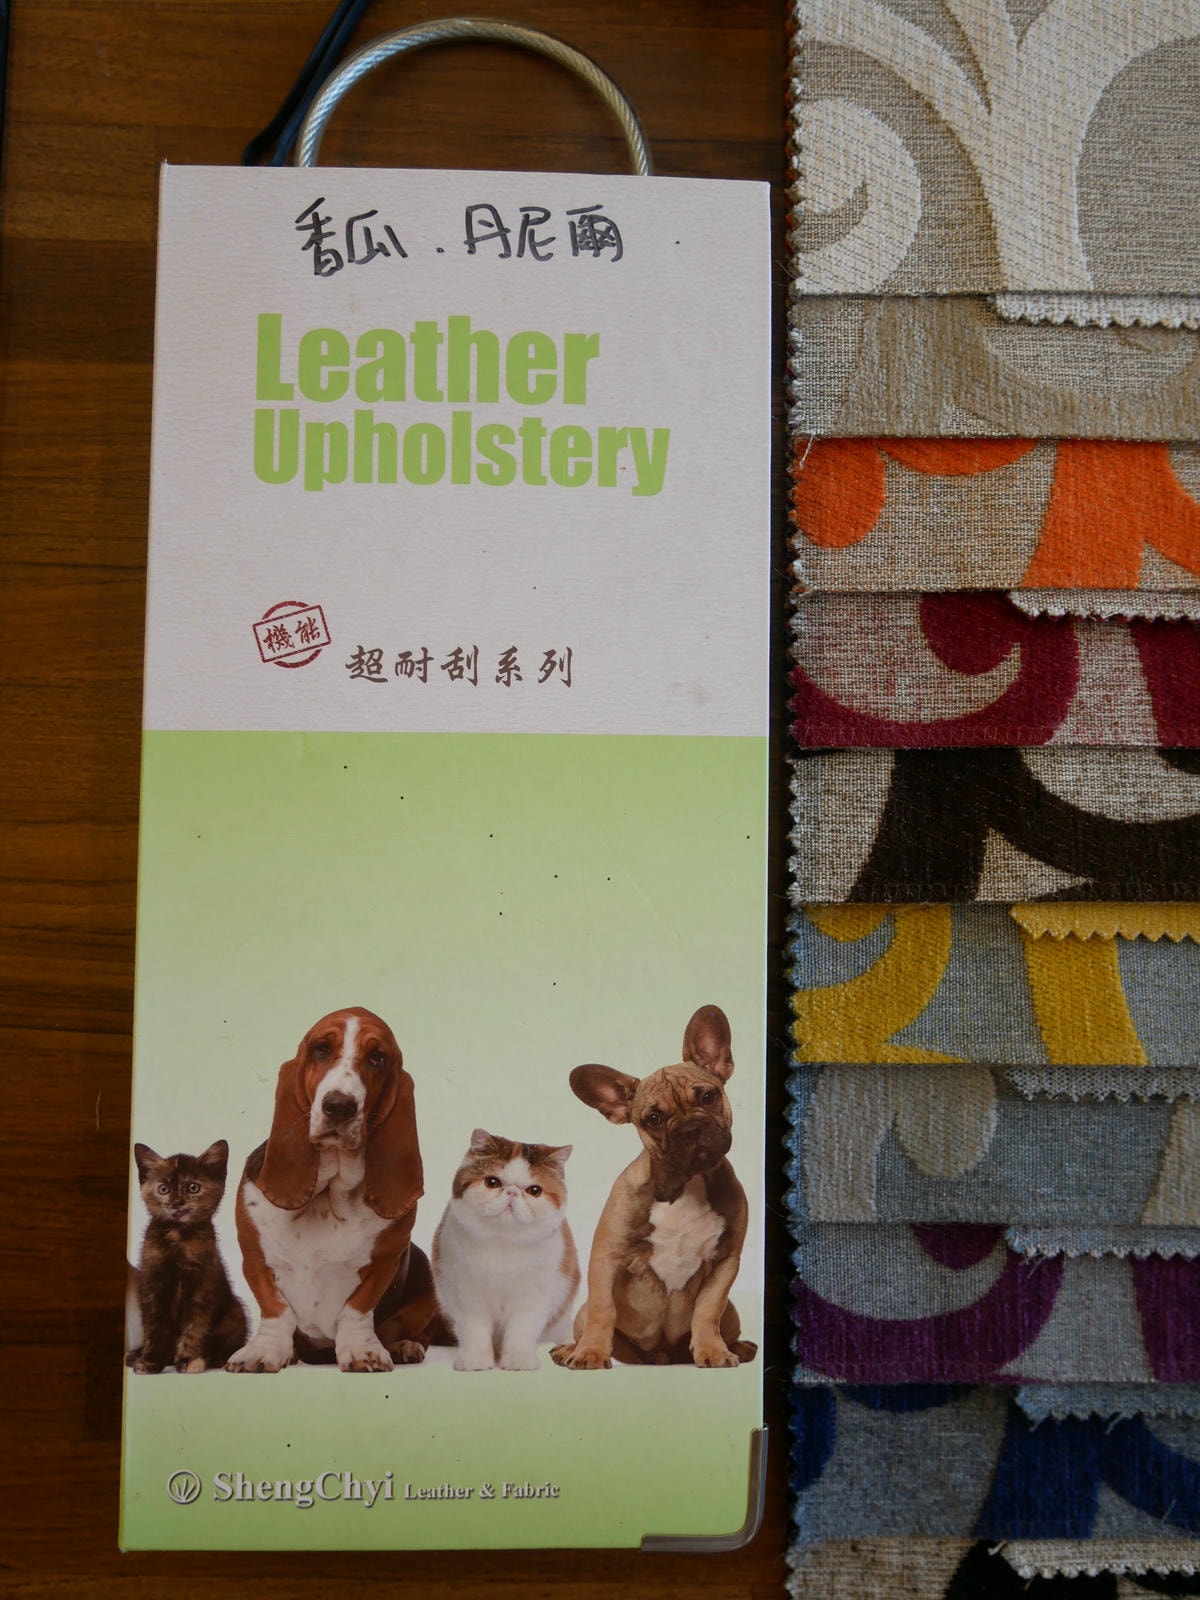 香瓜.丹尼爾
Leather
Upholstery
機能
超耐刮系列
ShengChyi Leather & Fabric